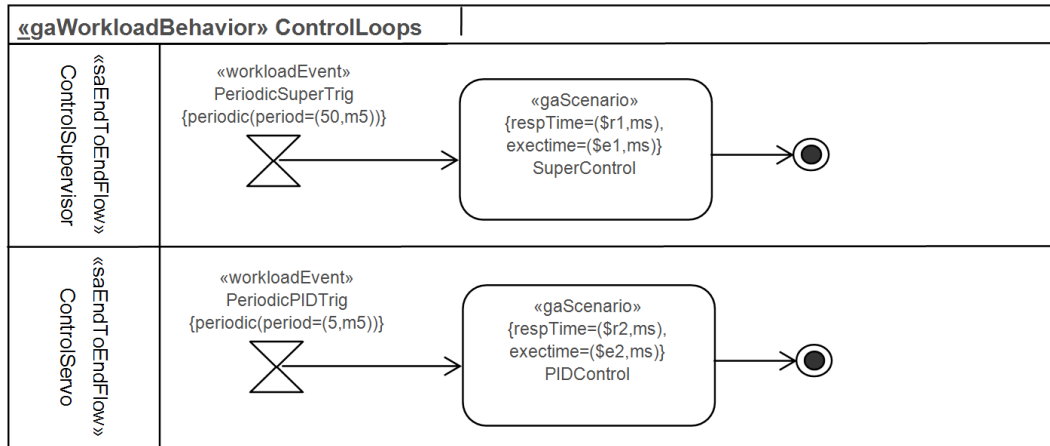 «gaWorkloadBehavior» ControlLoops
«saEndToEndFlow»
ControlSupervisor
«workloadEvent»
PeriodicSuperTrig
{periodic(period=(50,m5))}
«gaScenario»
{respTime=($r1,ms),
exectime=($e1,ms)}
SuperControl
«saEndToEndFlow»
ControlServo
«workloadEvent»
PeriodicPIDTrig
{periodic(period=(5,m5))}
«gaScenario»
{respTime=($r2,ms),
exectime=($e2,ms)}
PIDControl